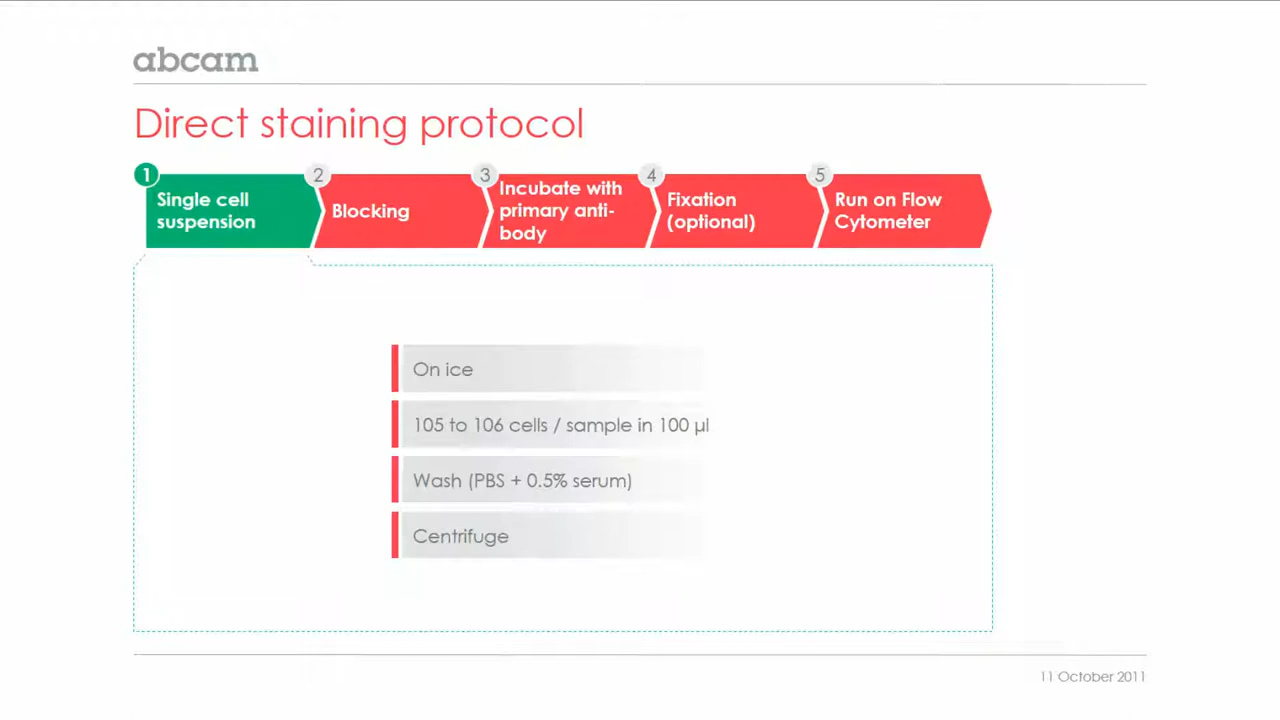 abcam
Direct staining protocol
1
Single cell
suspension
2
Blocking
3
Incubate with
primary anti-
body
4
Fixation
(optional)
5
Run on Flow
Cytometer
On ice
105 to 106 cells / sample in 100 µl
Wash (PBS + 0.5% serum)
Centrifuge
11 October 2011